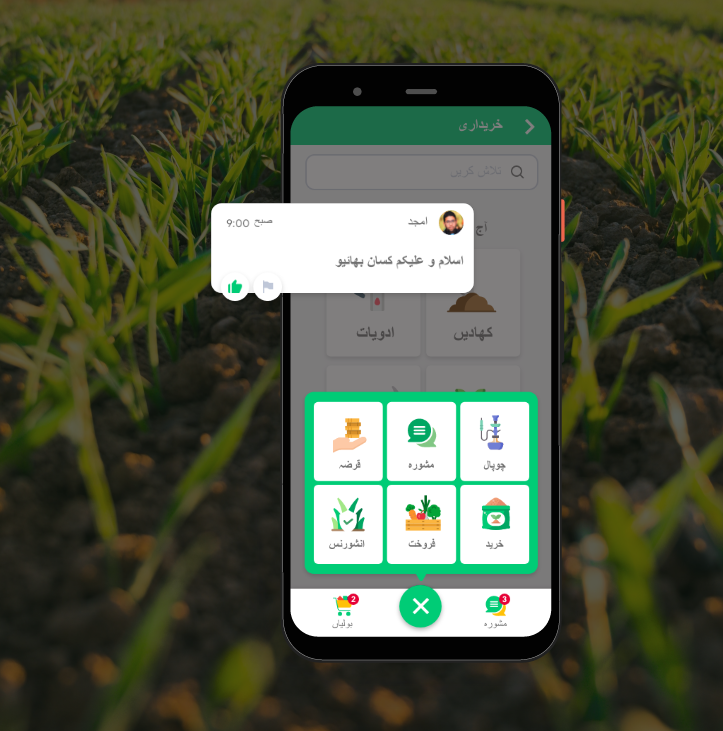 خریداری
تلاش کریں
امجد
صبح 9:00
اسلام و علیکم کسان بھائیو
آج
کھادیں
ادویات
چوپال
مشورہ
قرضہ
خرید
فروخت
انشورنس
3
مشورہ
2
بولیاں